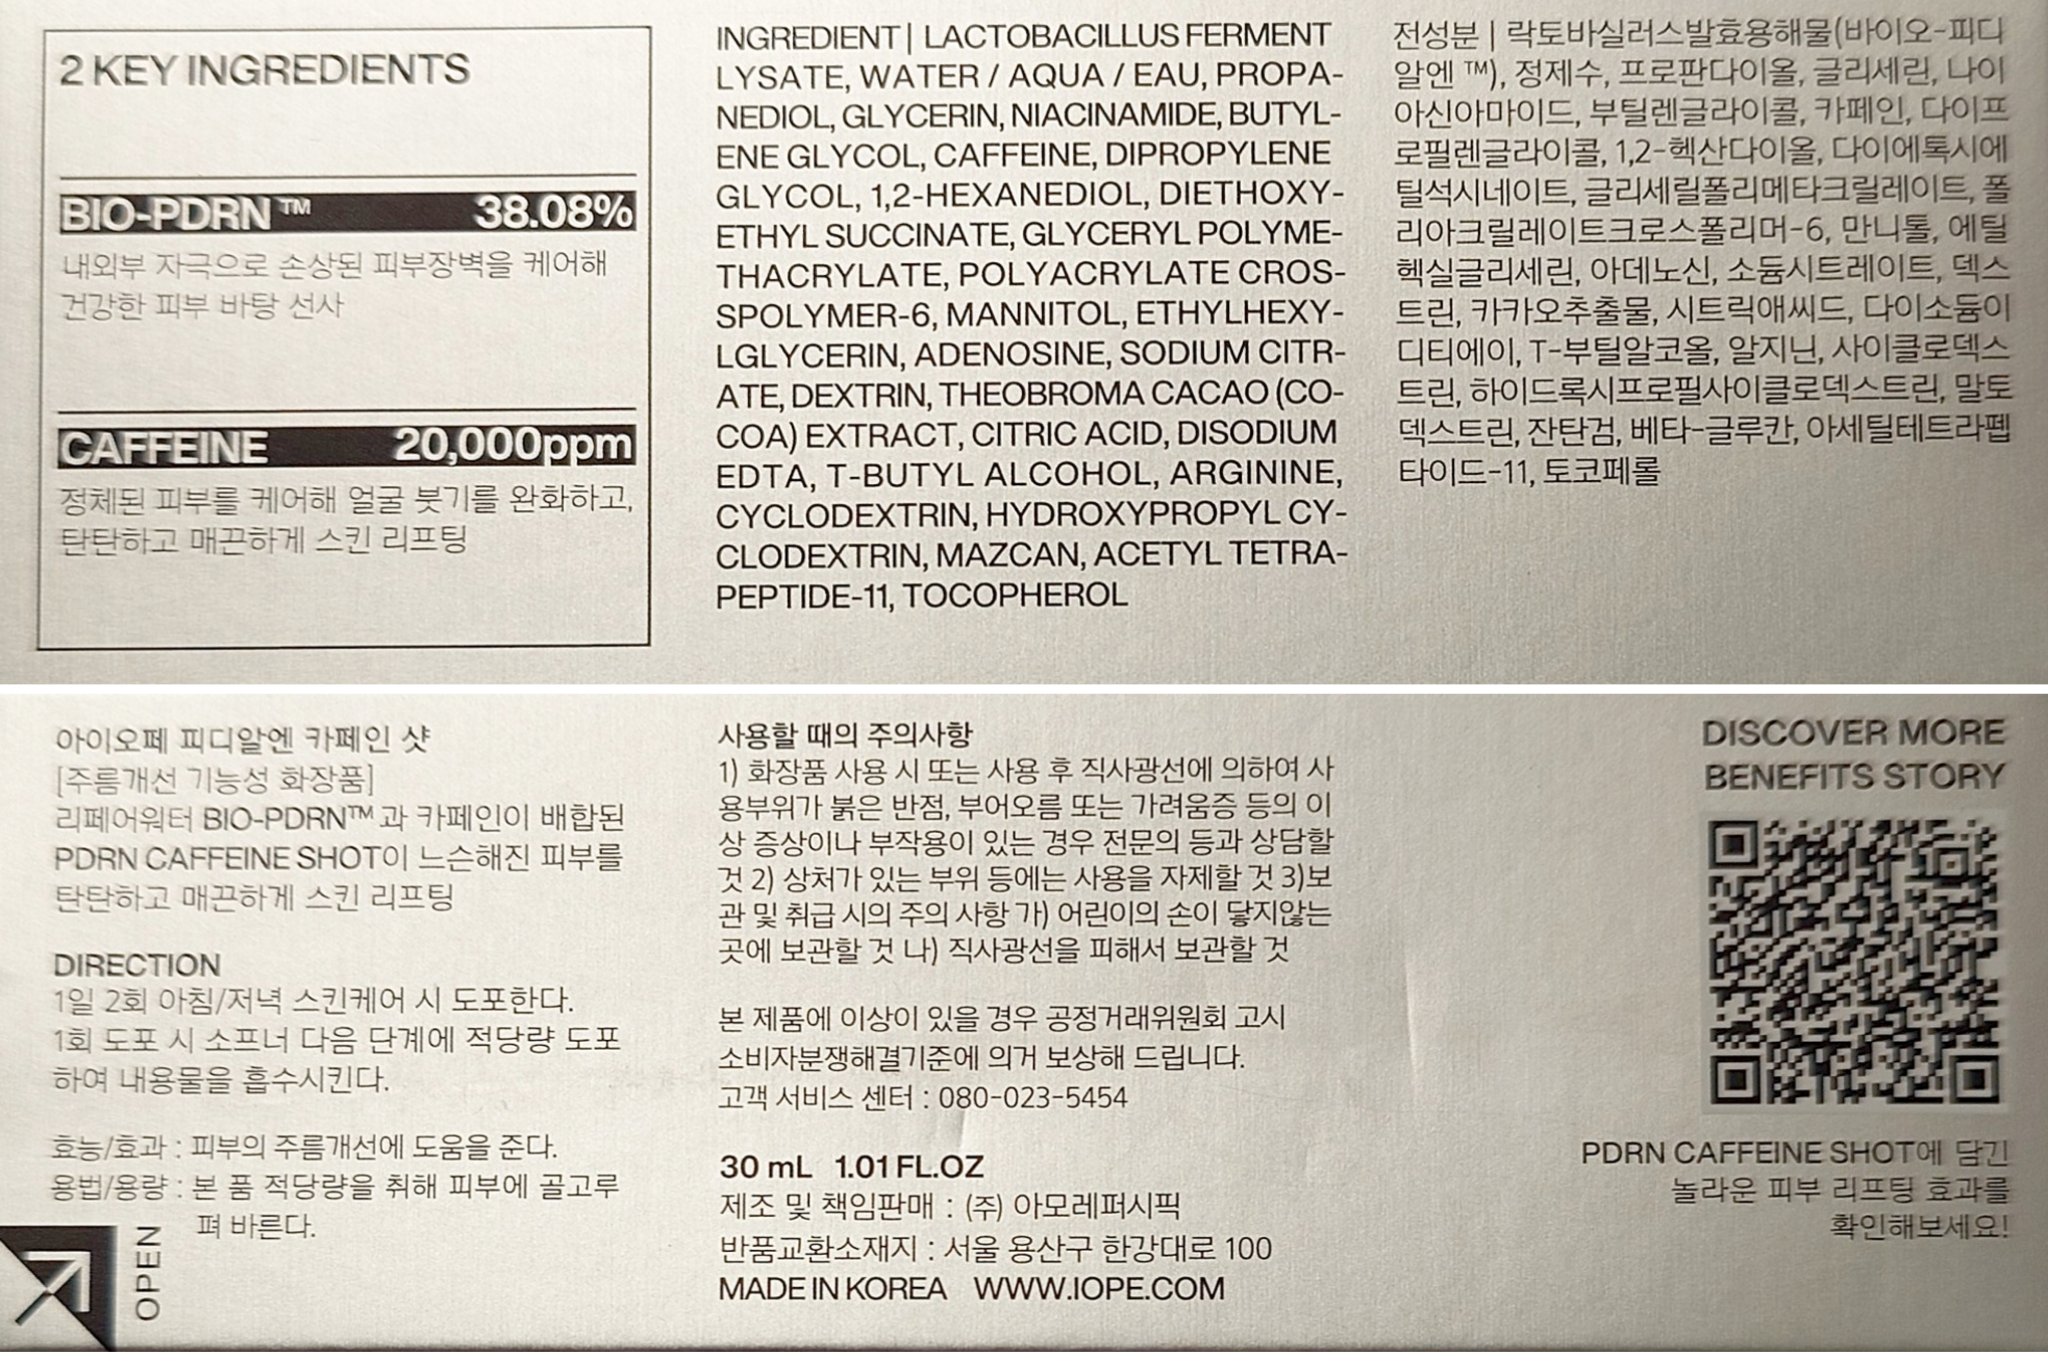 2 KEY INGREDIENTS
BIO-PDRN™ 38.08%
내외부 자극으로 손상된 피부장벽을 케어해
건강한 피부 바탕 선사
CAFFEINE 20,000ppm
정체된 피부를 케어해 얼굴 붓기를 완화하고,
탄탄하고 매끈하게 스킨 리프팅
INGREDIENT | LACTOBACILLUS FERMENT
LYSATE, WATER / AQUA / EAU, PROPA-
NEDIOL, GLYCERIN, NIACINAMIDE, BUTYL-
ENE GLYCOL, CAFFEINE, DIPROPYLENE
GLYCOL, 1,2-HEXANEDIOL, DIETHOXY-
ETHYL SUCCINATE, GLYCERYL POLYME-
THACRYLATE, POLYACRYLATE CROS-
SPOLYMER-6, MANNITOL, ETHYLHEXY-
LGLYCERIN, ADENOSINE, SODIUM CITR-
ATE, DEXTRIN, THEOBROMA CACAO (CO-
COA) EXTRACT, CITRIC ACID, DISODIUM
EDTA, T-BUTYL ALCOHOL, ARGININE,
CYCLODEXTRIN, HYDROXYPROPYL CY-
CLODEXTRIN, MAZCAN, ACETYL TETRA-
PEPTIDE-11, TOCOPHEROL
전성분 | 락토바실러스발효용해물(바이오-피디
알엔 ™), 정제수, 프로판다이올, 글리세린, 나이
아신아마이드, 부틸렌글라이콜, 카페인, 다이프
로필렌글라이콜, 1,2-헥산다이올, 다이에톡시에
틸석시네이트, 글리세릴폴리메타크릴레이트, 폴
리아크릴레이트크로스폴리머-6, 만니톨, 에틸
헥실글리세린, 아데노신, 소듐시트레이트, 덱스
트린, 카카오추출물, 시트릭애씨드, 다이소듐이
디티에이, T-부틸알코올, 알지닌, 사이클로덱스
트린, 하이드록시프로필사이클로덱스트린, 말토
덱스트린, 잔탄검, 베타-글루칸, 아세틸테트라펩
타이드-11, 토코페롤
아이오페 피디알엔 카페인 샷
[주름개선 기능성 화장품]
리페어워터 BIO-PDRN™과 카페인이 배합된
PDRN CAFFEINE SHOT이 느슨해진 피부를
탄탄하고 매끈하게 스킨 리프팅
DIRECTION
1일 2회 아침/저녁 스킨케어 시 도포한다.
1회 도포 시 소프너 다음 단계에 적당량 도포
하여 내용물을 흡수시킨다.
효능/효과 : 피부의 주름개선에 도움을 준다.
용법/용량 : 본 품 적당량을 취해 피부에 골고루
펴 바른다.
OPEN
사용할 때의 주의사항
1) 화장품 사용 시 또는 사용 후 직사광선에 의하여 사
용부위가 붉은 반점, 부어오름 또는 가려움증 등의 이
상 증상이나 부작용이 있는 경우 전문의 등과 상담할
것 2) 상처가 있는 부위 등에는 사용을 자제할 것 3)보
관 및 취급 시의 주의 사항 가) 어린이의 손이 닿지않는
곳에 보관할 것 나) 직사광선을 피해서 보관할 것
본 제품에 이상이 있을 경우 공정거래위원회 고시
소비자분쟁해결기준에 의거 보상해 드립니다.
고객 서비스 센터 : 080-023-5454
30 mL 1.01 FL.OZ
제조 및 책임판매 : (주) 아모레퍼시픽
반품교환소재지 : 서울 용산구 한강대로 100
MADE IN KOREA WWW.IOPE.COM
DISCOVER MORE
BENEFITS STORY
PDRN CAFFEINE SHOT에 담긴
놀라운 피부 리프팅 효과를
확인해보세요!